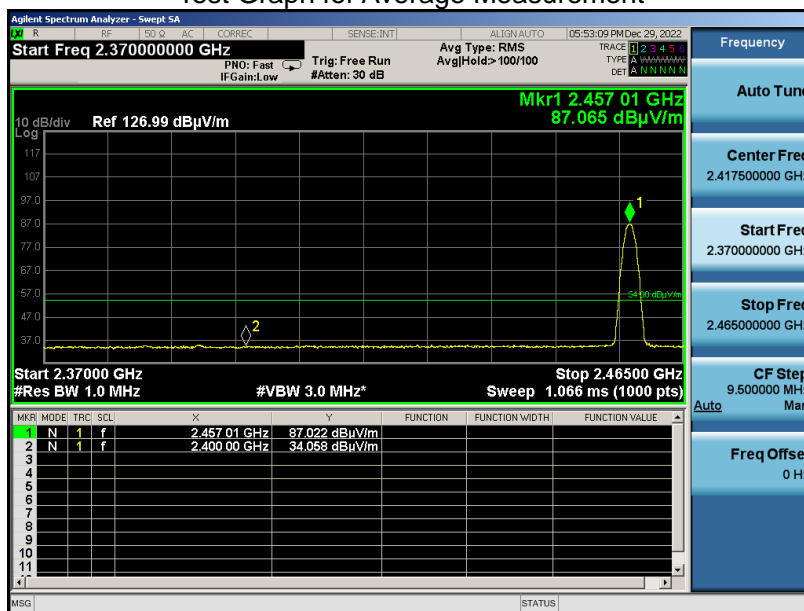 Test Graph for Average Measurement
Agilent Spectrum Analyzer - Swept SA
LXI R RF 50 Ω AC CORREC SENSE:INT ALIGN AUTO 05:53:09 PM Dec 29, 2022
Start Freq 2.370000000 GHz
PNO: Fast
IFGain:Low
Trig: Free Run
#Atten: 30 dB
Avg Type: RMS
Avg|Hold:>100/100
TRACE 1 2 3 4 5 6
TYPE A WWWWW
DET A N N N N N
Mkr1 2.457 01 GHz
87.065 dBµV/m
10 dB/div Ref 126.99 dBµV/m
Log
117
107
97.0
87.0
77.0
67.0
57.0
47.0
37.0
1
2
54.00 dBµV/m
Start 2.37000 GHz Stop 2.46500 GHz
#Res BW 1.0 MHz #VBW 3.0 MHz* Sweep 1.066 ms (1000 pts)
MKR MODE TRC SCL X Y FUNCTION FUNCTION WIDTH FUNCTION VALUE
1 N 1 f 2.457 01 GHz 87.022 dBµV/m
2 N 1 f 2.400 00 GHz 34.058 dBµV/m
3
4
5
6
7
8
9
10
11
MSG STATUS
Frequency
Auto Tune
Center Freq
2.417500000 GH
Start Freq
2.370000000 GH
Stop Freq
2.465000000 GH
CF Step
9.500000 MH
Auto Man
Freq Offse
0 H